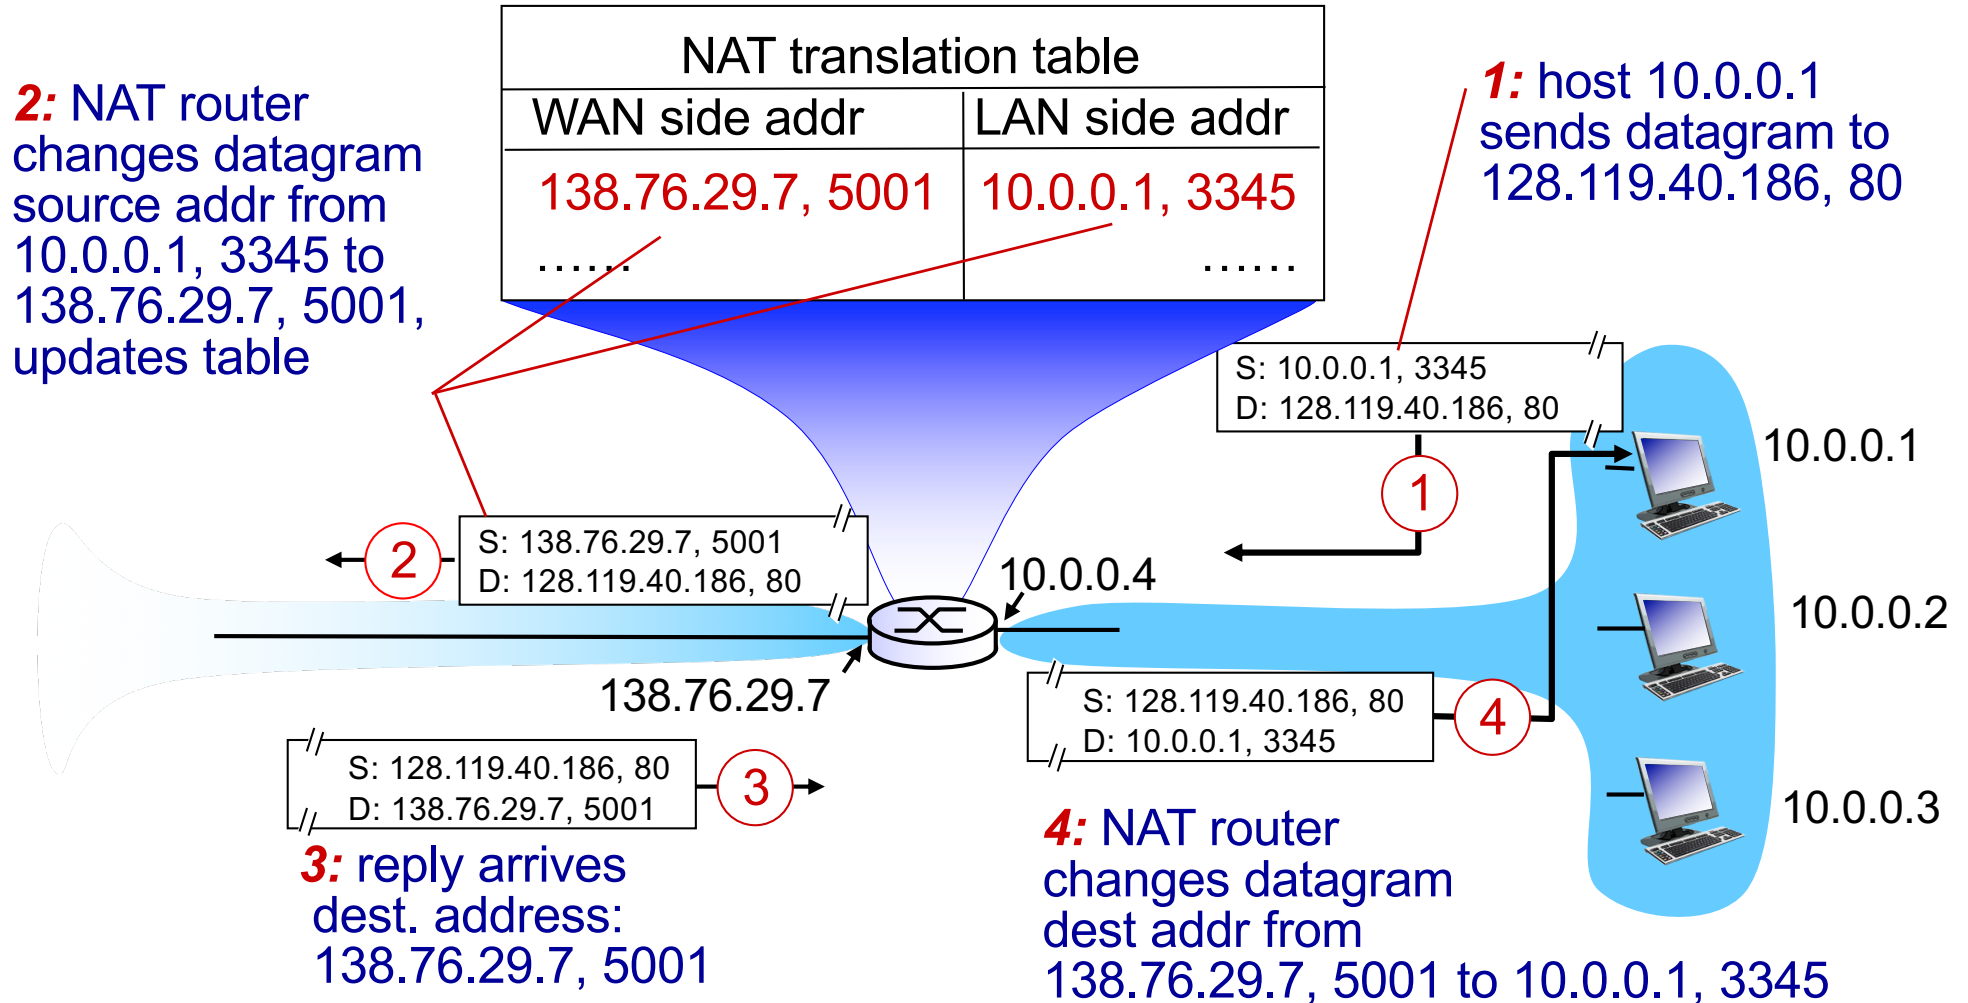 NAT translation table
WAN side addr LAN side addr
138.76.29.7, 5001 10.0.0.1, 3345
...... ......
2: NAT router
changes datagram
source addr from
10.0.0.1, 3345 to
138.76.29.7, 5001,
updates table
1: host 10.0.0.1
sends datagram to
128.119.40.186, 80
S: 10.0.0.1, 3345
D: 128.119.40.186, 80
1
10.0.0.1
S: 138.76.29.7, 5001
D: 128.119.40.186, 80
2
10.0.0.4
10.0.0.2
138.76.29.7
S: 128.119.40.186, 80
D: 10.0.0.1, 3345
4
S: 128.119.40.186, 80
D: 138.76.29.7, 5001
3
10.0.0.3
3: reply arrives
dest. address:
138.76.29.7, 5001
4: NAT router
changes datagram
dest addr from
138.76.29.7, 5001 to 10.0.0.1, 3345